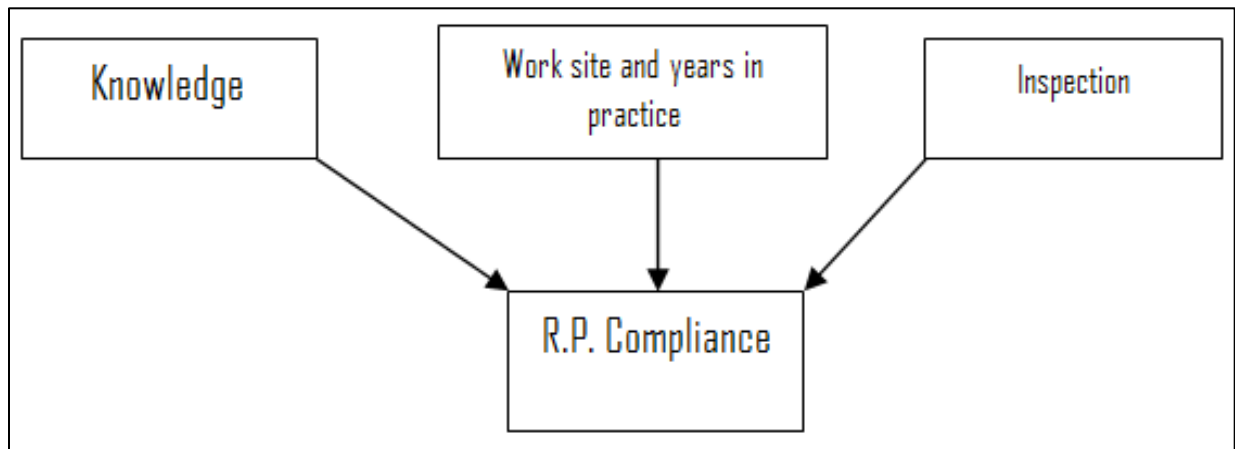 Knowledge
Work site and years in
practice
Inspection
R.P. Compliance